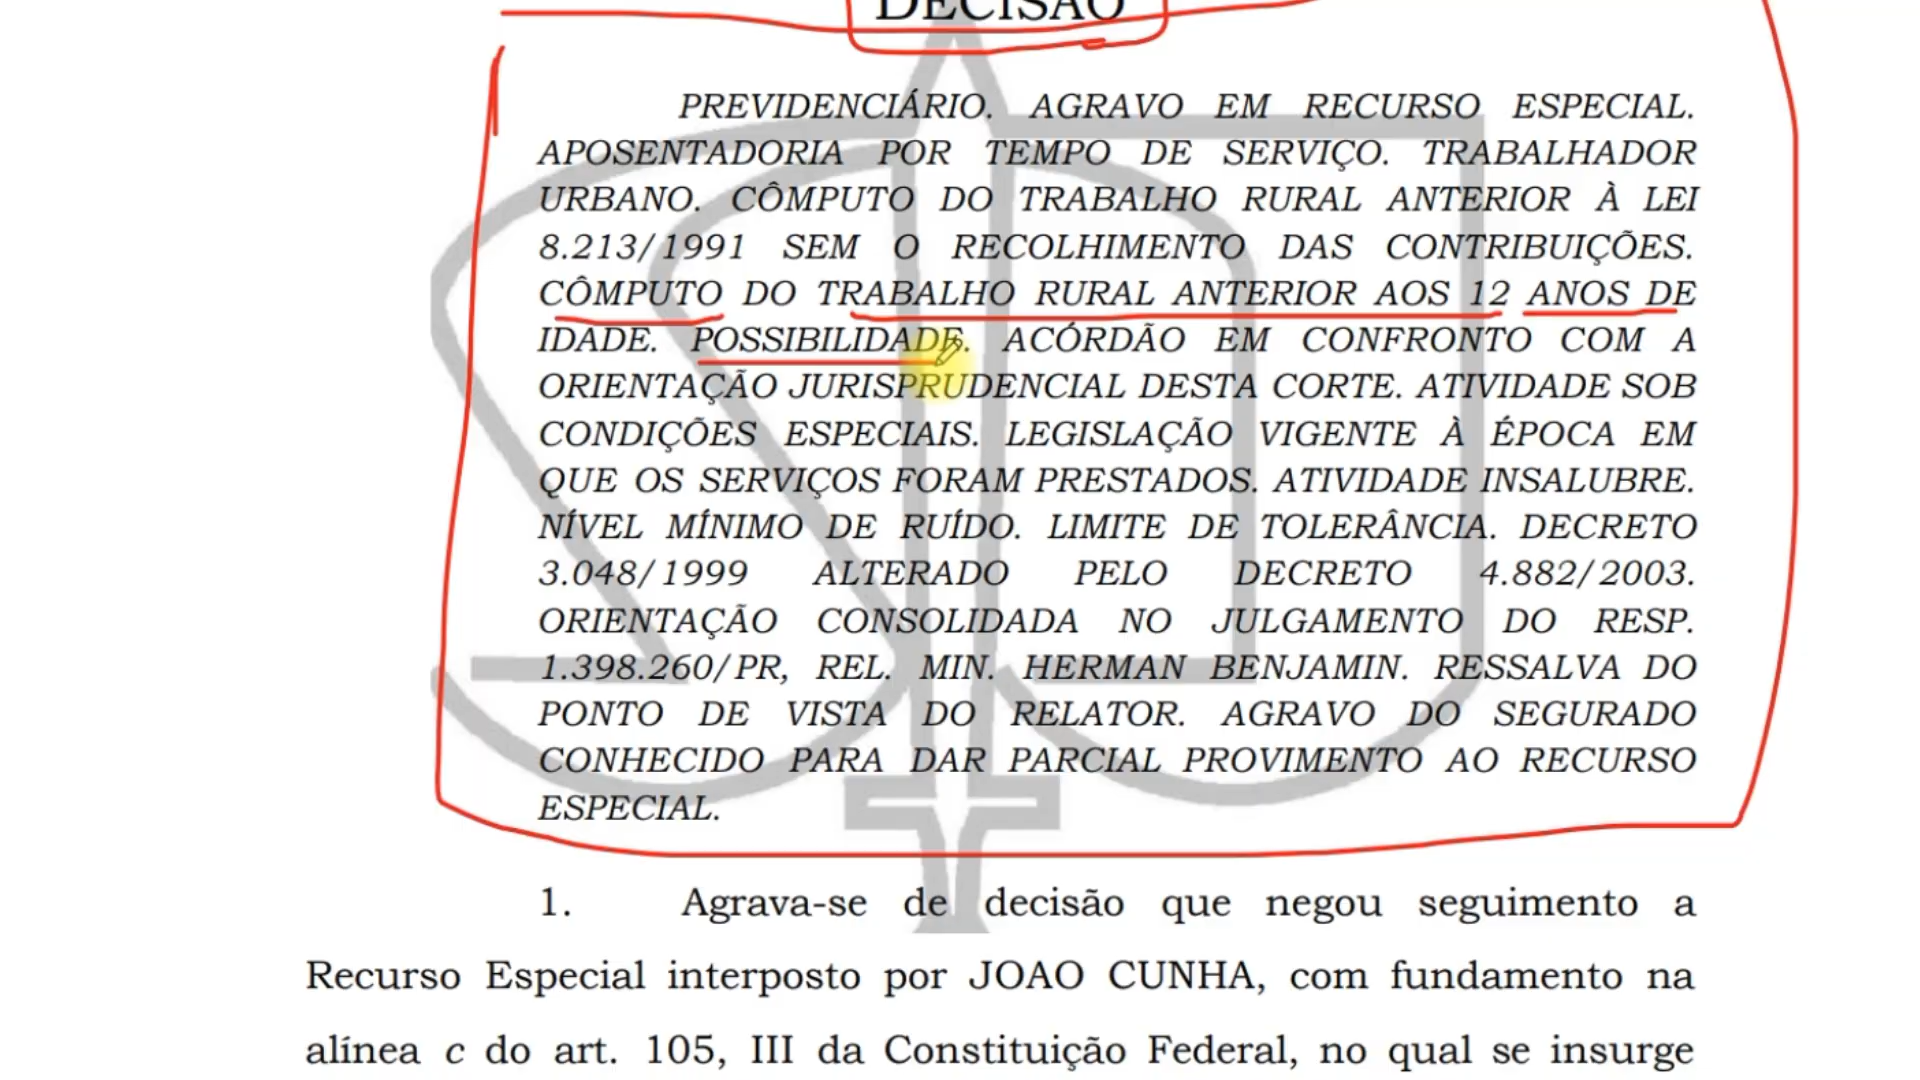 DECISÃO
PREVIDENCIÁRIO. AGRAVO EM RECURSO ESPECIAL.
APOSENTADORIA POR TEMPO DE SERVIÇO. TRABALHADOR
URBANO. CÔMPUTO DO TRABALHO RURAL ANTERIOR À LEI
8.213/1991 SEM O RECOLHIMENTO DAS CONTRIBUIÇÕES.
CÔMPUTO DO TRABALHO RURAL ANTERIOR AOS 12 ANOS DE
IDADE. POSSIBILIDADE. ACÓRDÃO EM CONFRONTO COM A
ORIENTAÇÃO JURISPRUDENCIAL DESTA CORTE. ATIVIDADE SOB
CONDIÇÕES ESPECIAIS. LEGISLAÇÃO VIGENTE À ÉPOCA EM
QUE OS SERVIÇOS FORAM PRESTADOS. ATIVIDADE INSALUBRE.
NÍVEL MÍNIMO DE RUÍDO. LIMITE DE TOLERÂNCIA. DECRETO
3.048/1999 ALTERADO PELO DECRETO 4.882/2003.
ORIENTAÇÃO CONSOLIDADA NO JULGAMENTO DO RESP.
1.398.260/PR, REL. MIN. HERMAN BENJAMIN. RESSALVA DO
PONTO DE VISTA DO RELATOR. AGRAVO DO SEGURADO
CONHECIDO PARA DAR PARCIAL PROVIMENTO AO RECURSO
ESPECIAL.
1. Agrava-se de decisão que negou seguimento a
Recurso Especial interposto por JOAO CUNHA, com fundamento na
alínea c do art. 105, III da Constituição Federal, no qual se insurge